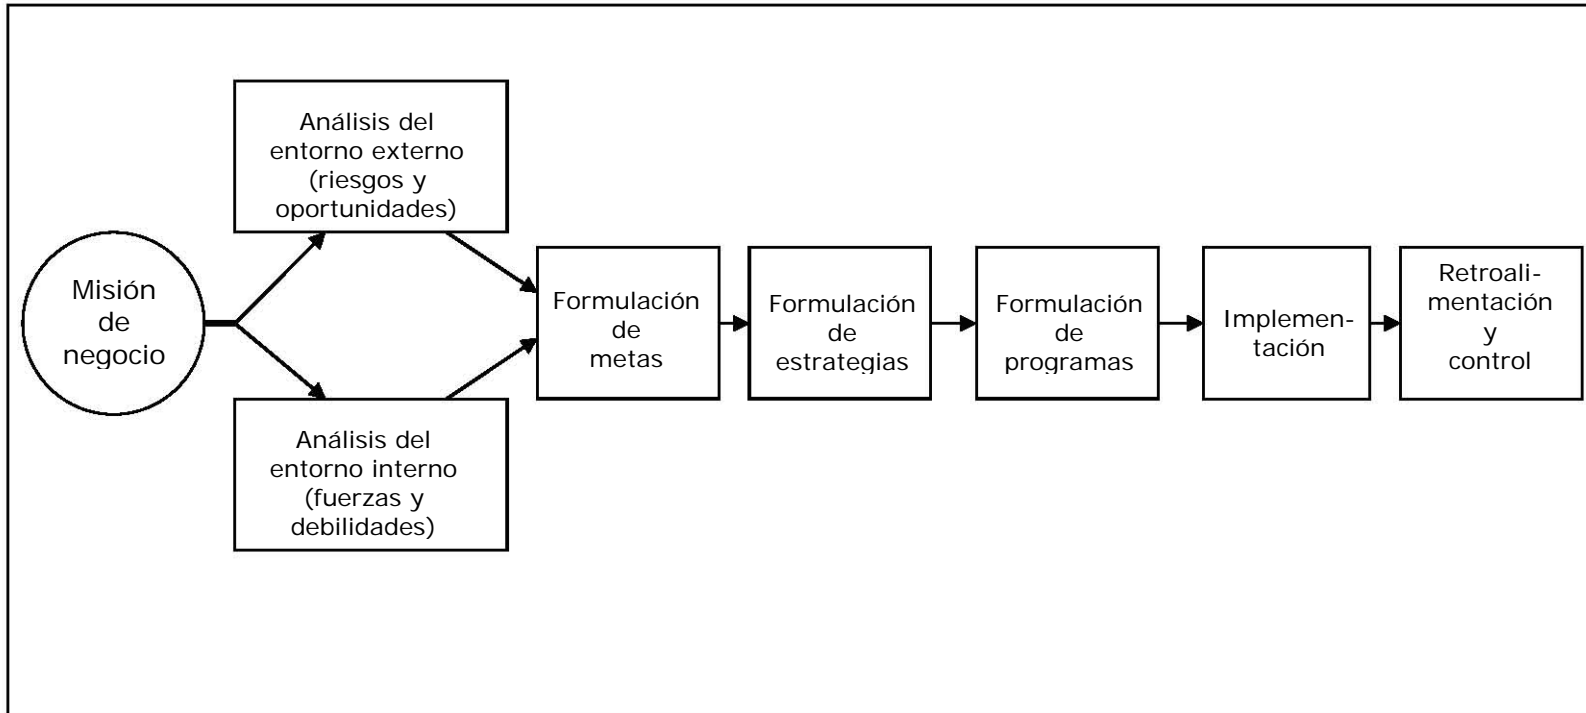 Misión
de
negocio
Análisis del
entorno externo
(riesgos y
oportunidades)
Análisis del
entorno interno
(fuerzas y
debilidades)
Formulación
de
metas
Formulación
de
estrategias
Formulación
de
programas
Implemen-
tación
Retroali-
mentación
y
control